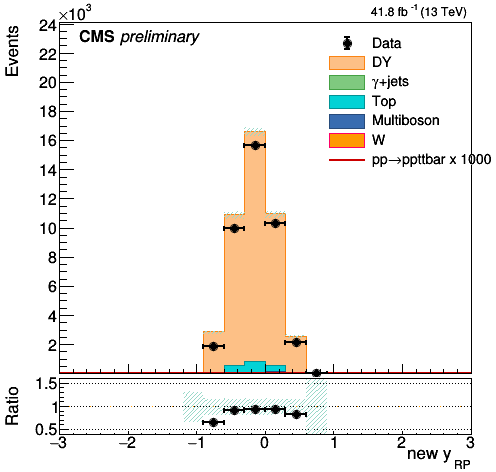 ×10³
41.8 fb⁻¹ (13 TeV)
CMS preliminary
Events
24
22
20
18
16
14
12
10
8
6
4
2
Data
DY
γ+jets
Top
Multiboson
W
pp→ppttbar x 1000
Ratio
1.5
1
0.5
−3 −2 −1 0 1 2 3
new y_RP